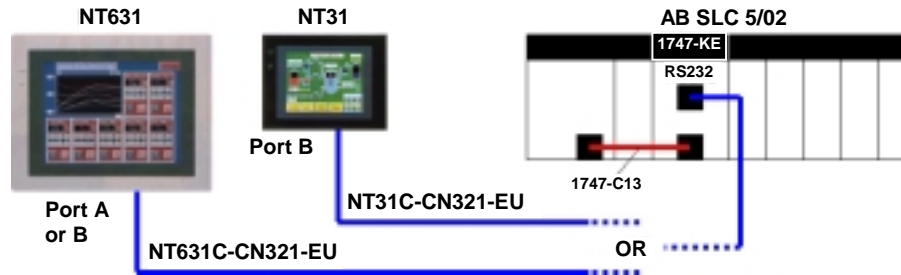 NT631
NT31
AB SLC 5/02
1747-KE
RS232
Port B
1747-C13
Port A
or B
NT31C-CN321-EU
OR
NT631C-CN321-EU